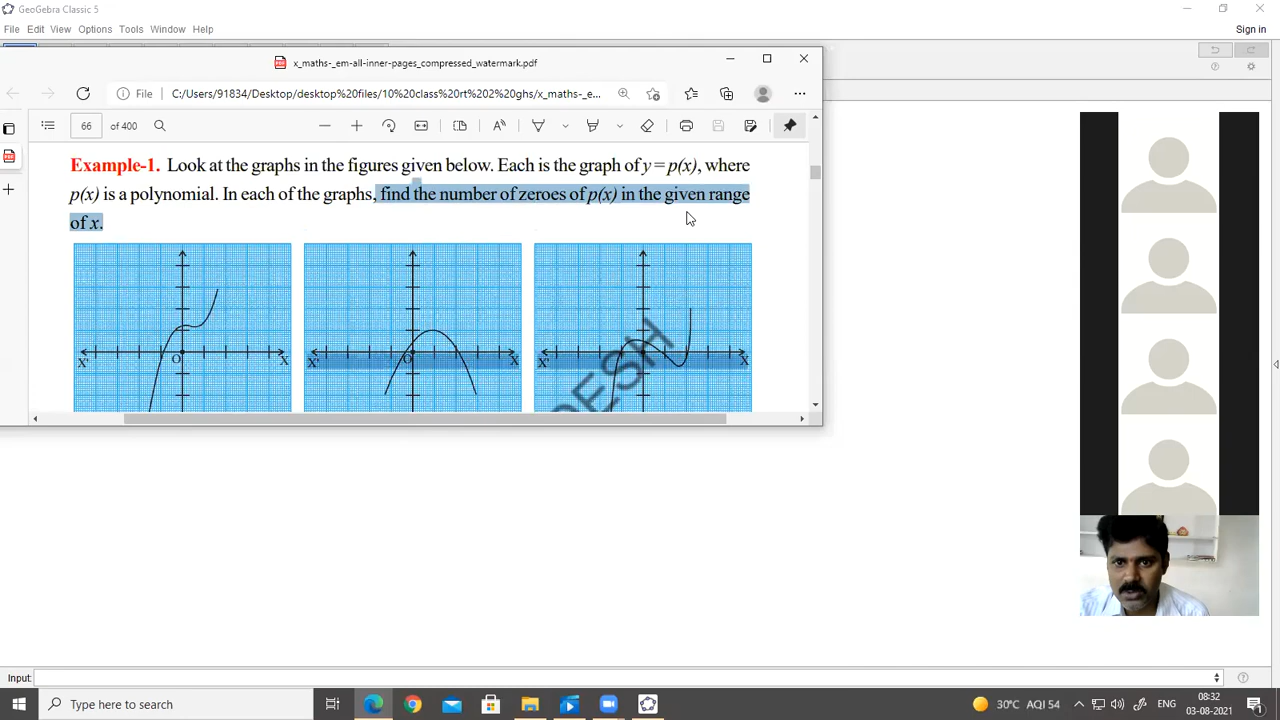 GeoGebra Classic 5
File Edit View Options Tools Window Help
Sign in
x_maths-_em-all-inner-pages_compressed_watermark.pdf
File C:/Users/91834/Desktop/desktop%20files/10%20class%20rt%202%20ghs/x_maths-_e...
66 of 400
Example-1. Look at the graphs in the figures given below. Each is the graph of y = p(x), where
p(x) is a polynomial. In each of the graphs, find the number of zeroes of p(x) in the given range
of x.
X' O X
X' O X
X' X
ESH
Input:
Type here to search
30°C AQI 54
ENG
08:32
03-08-2021